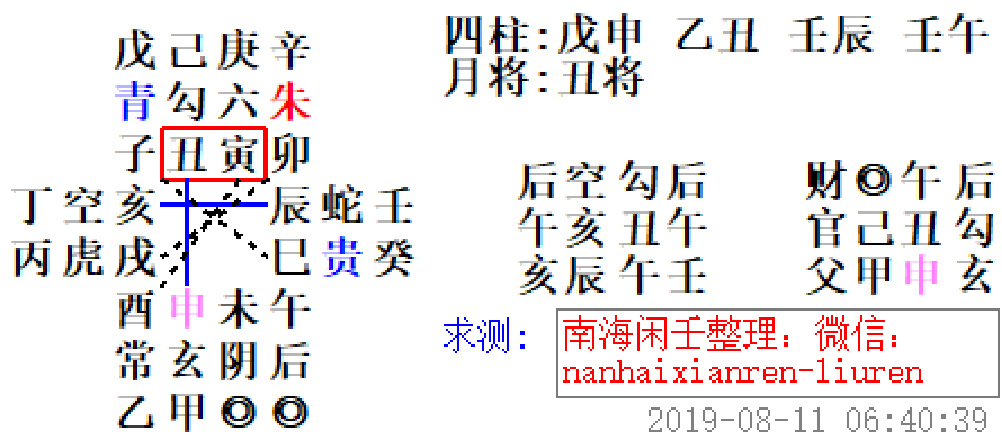 戊己庚辛
青勾六朱
子丑寅卯
丁空亥 辰蛇壬
丙虎戌 巳贵癸
酉申未午
常玄阴后
乙甲◎◎
四柱:戊申 乙丑 壬辰 壬午
月将:丑将
后空勾后 财◎午后
午亥丑午 官己丑勾
亥辰午壬 父甲申玄
求测: 南海闲壬整理：微信：
nanhaixianren-liuren
2019-08-11 06:40:39